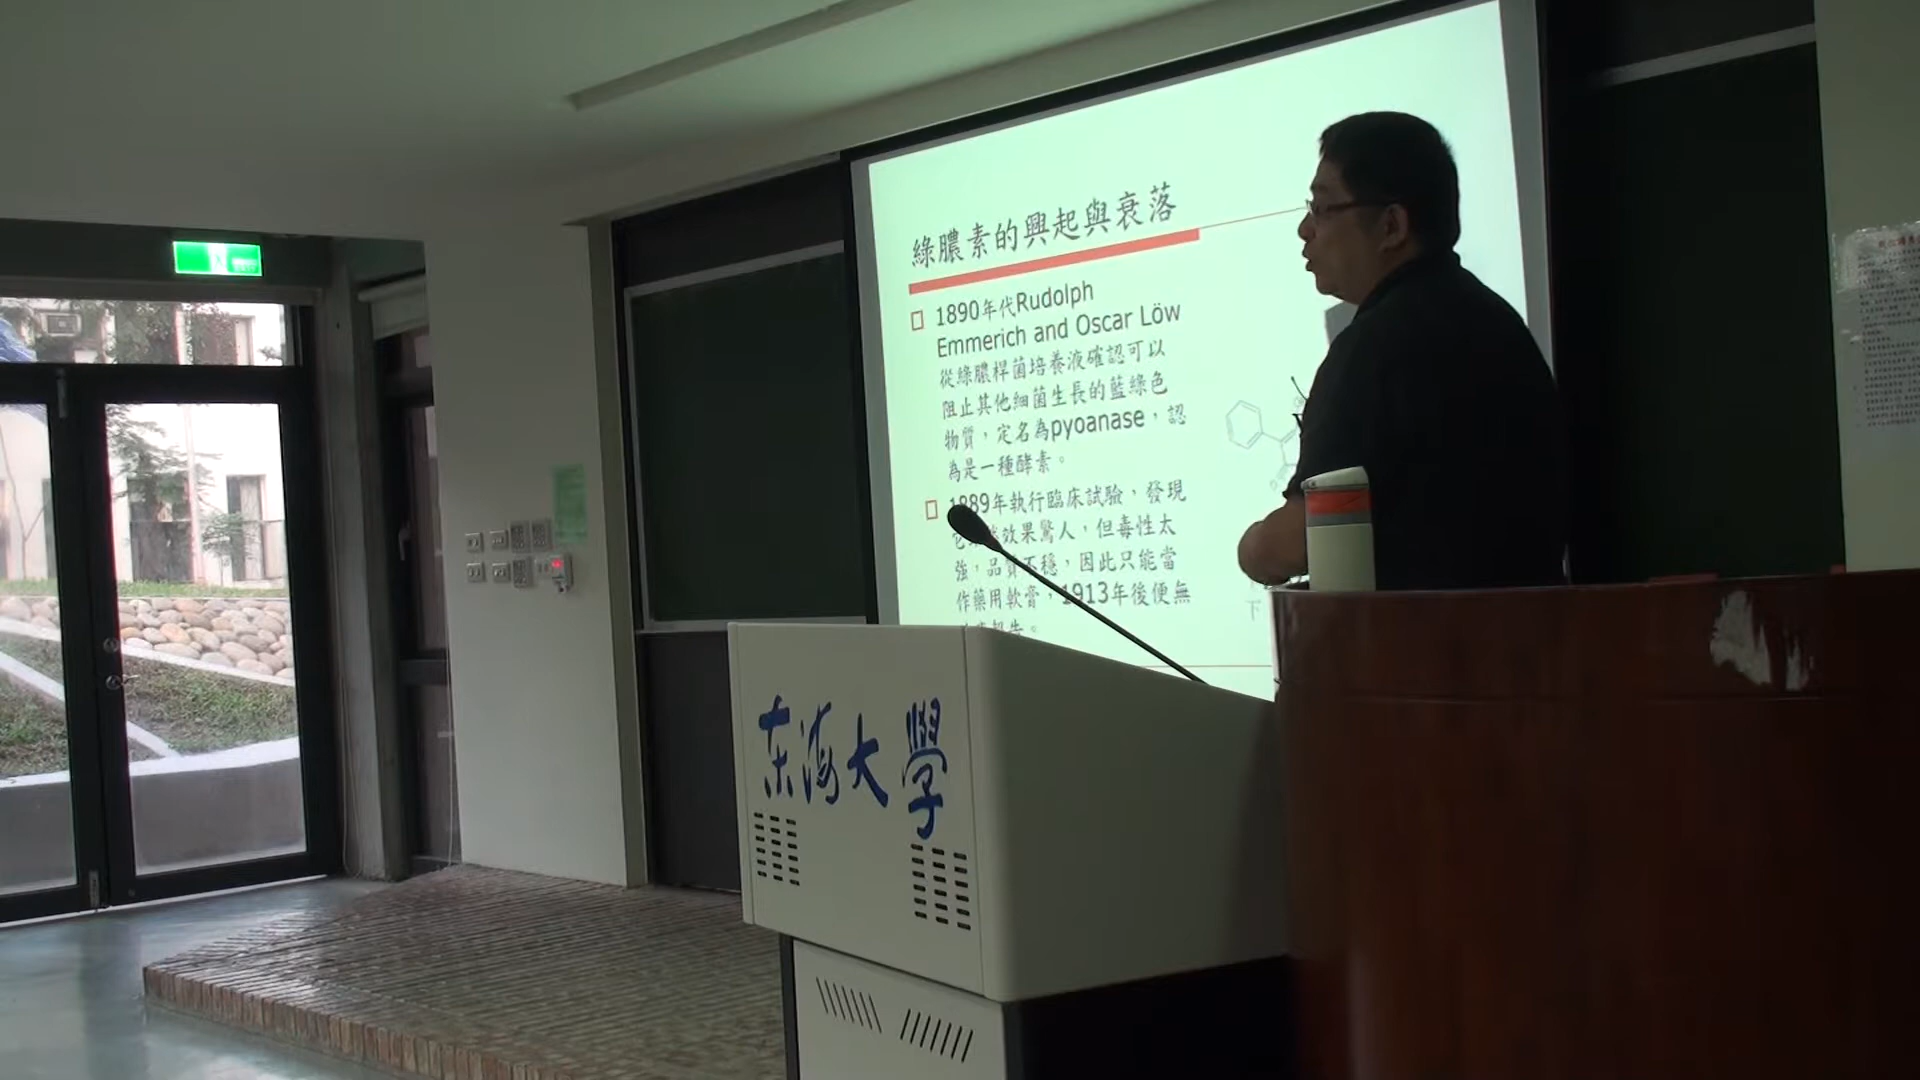 綠膿素的興起與衰落
1890年代Rudolph
Emmerich and Oscar Löw
從綠膿桿菌培養液確認可以
阻止其他細菌生長的藍綠色
物質，定名為pyoanase，認
為是一種酵素。
1889年執行臨床試驗，發現
效果驚人，但毒性太
強，品質不穩，因此只能當
作藥用軟膏，1913年後便無
下
东海大學